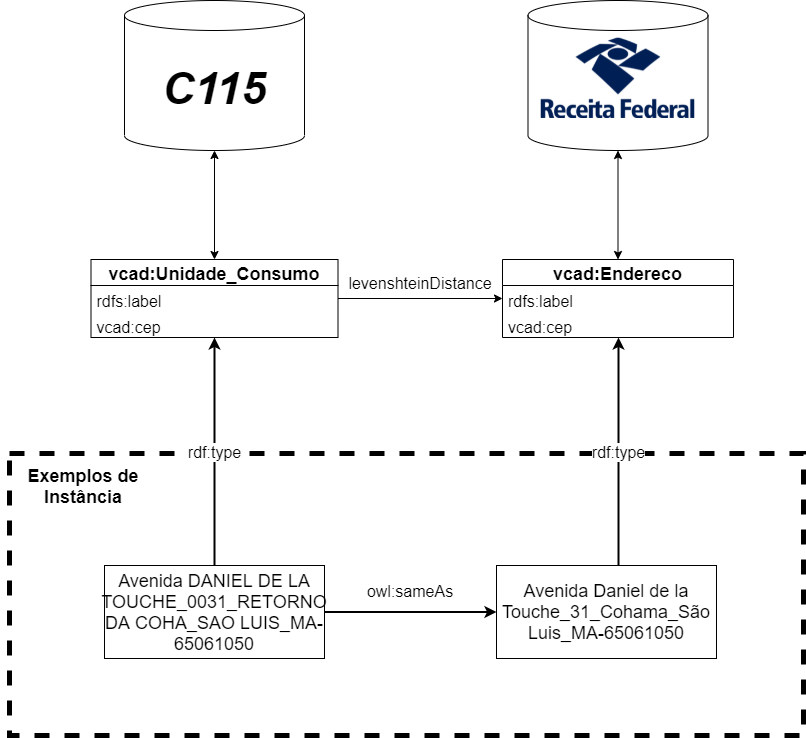 C115
Receita Federal
vcad:Unidade_Consumo
rdfs:label
vcad:cep
levenshteinDistance
vcad:Endereco
rdfs:label
vcad:cep
rdf:type
rdf:type
Exemplos de
Instância
Avenida DANIEL DE LA
TOUCHE_0031_RETORNO
DA COHA_SAO LUIS_MA-
65061050
owl:sameAs
Avenida Daniel de la
Touche_31_Cohama_São
Luis_MA-65061050